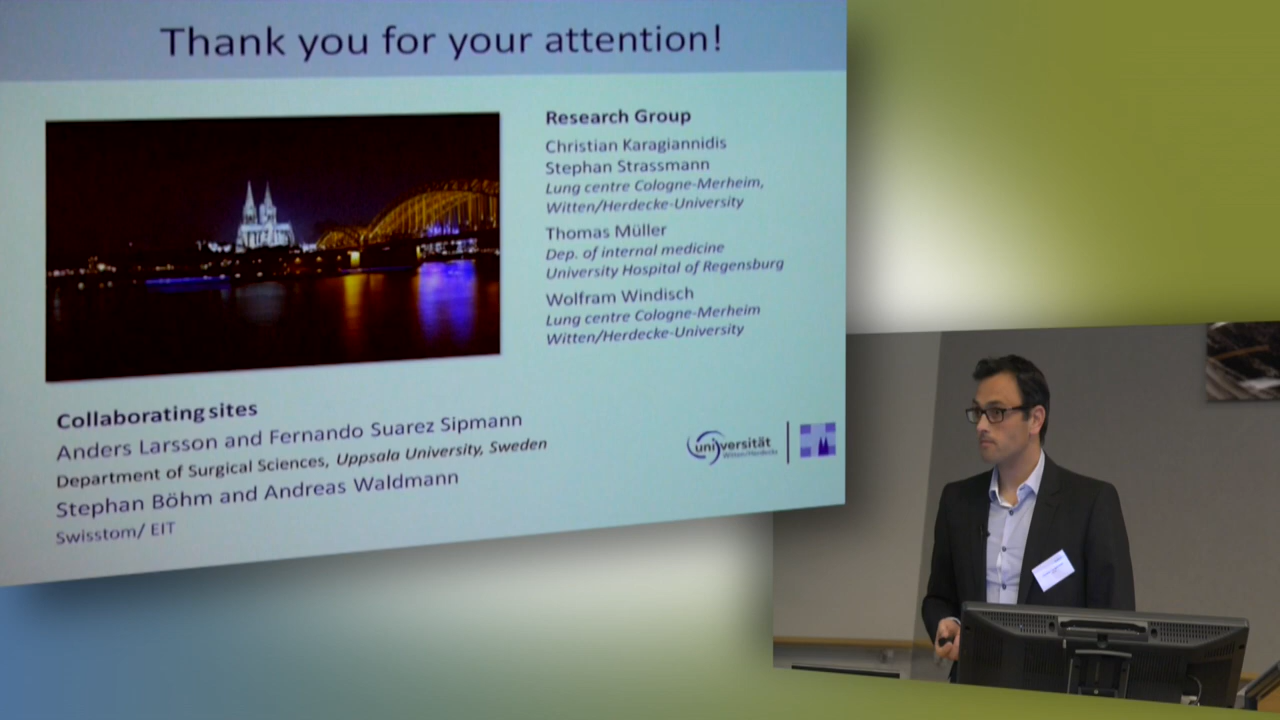 Thank you for your attention!
Research Group
Christian Karagiannidis
Stephan Strassmann
Lung centre Cologne-Merheim,
Witten/Herdecke-University
Thomas Müller
Dep. of internal medicine
University Hospital of Regensburg
Wolfram Windisch
Lung centre Cologne-Merheim
Witten/Herdecke-University
Collaborating sites
Anders Larsson and Fernando Suarez Sipmann
Department of Surgical Sciences, Uppsala University, Sweden
Stephan Böhm and Andreas Waldmann
Swisstom/ EIT
universität
Witten/Herdecke